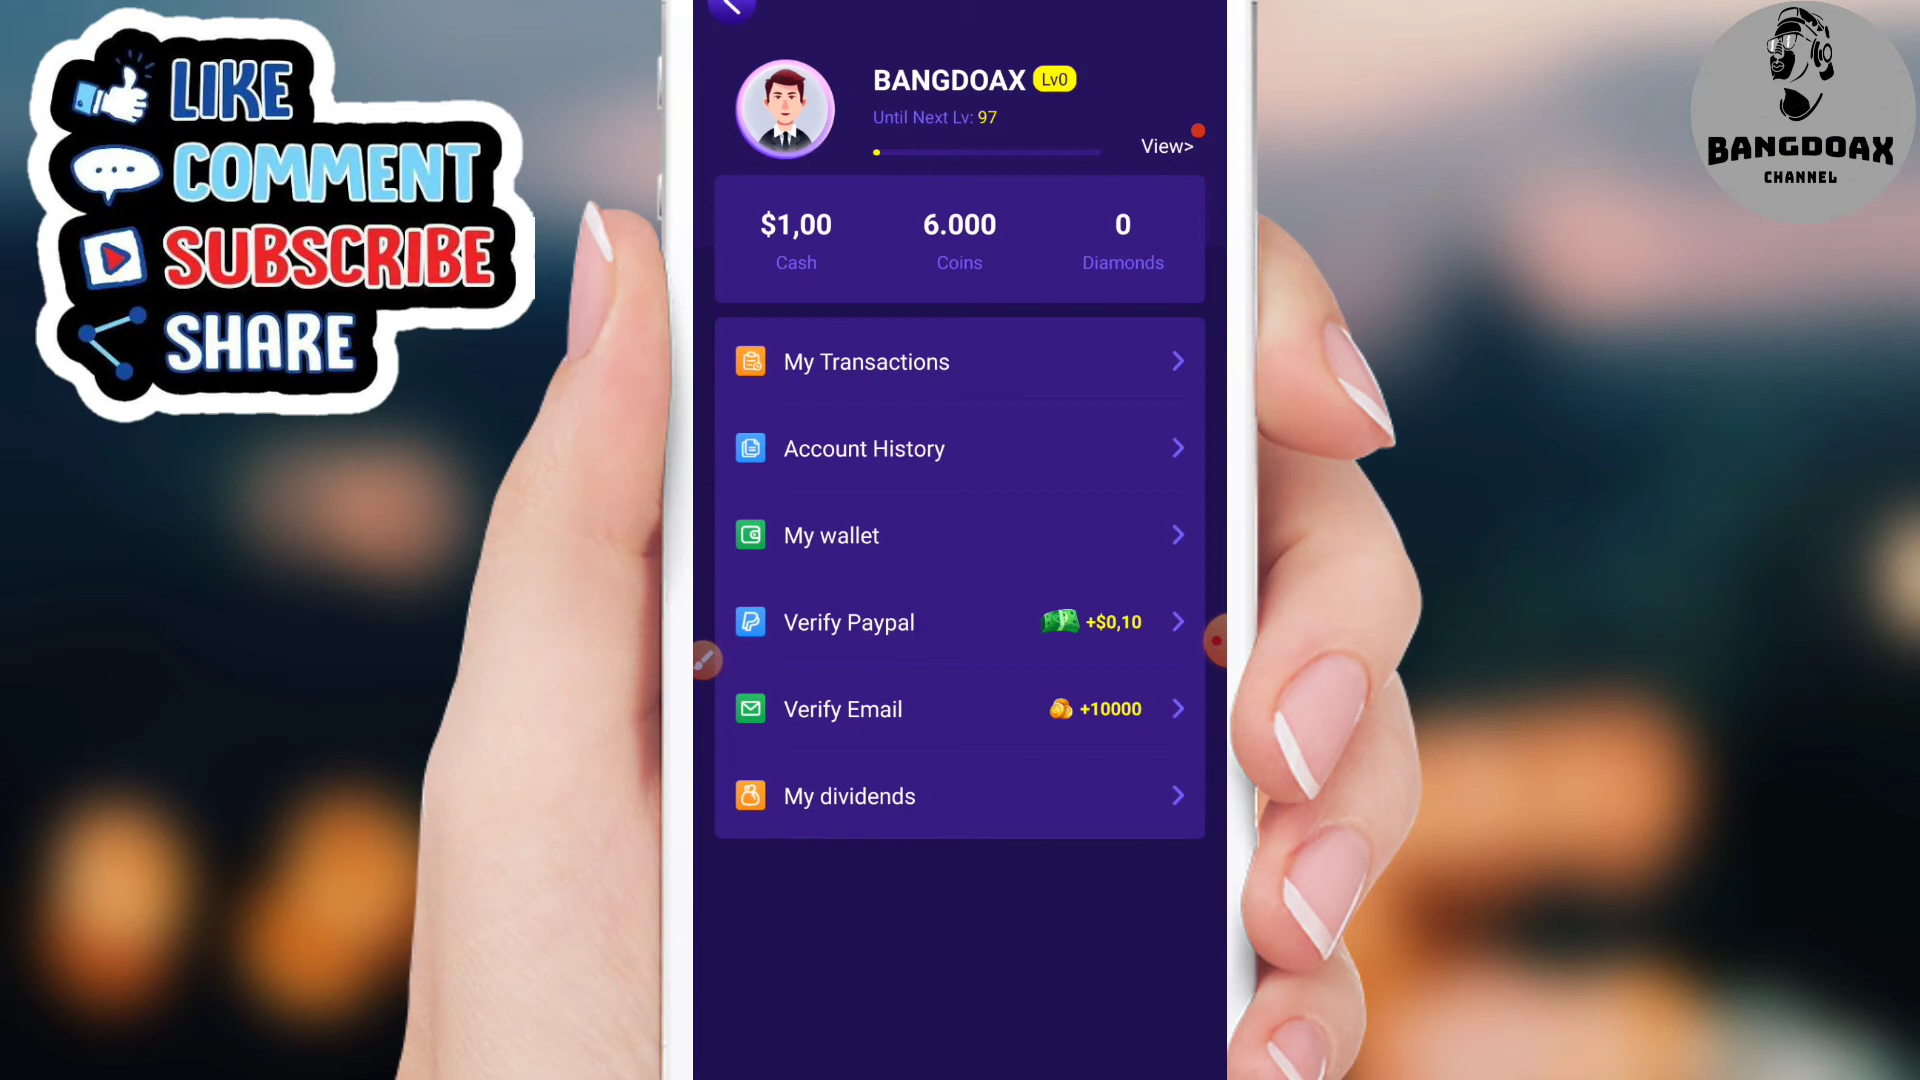 LIKE
COMMENT
SUBSCRIBE
SHARE
BANGDOAX Lv0
Until Next Lv: 97
View>
$1,00
Cash
6.000
Coins
0
Diamonds
My Transactions
Account History
My wallet
Verify Paypal +$0,10
Verify Email +10000
My dividends
BANGDOAX
CHANNEL